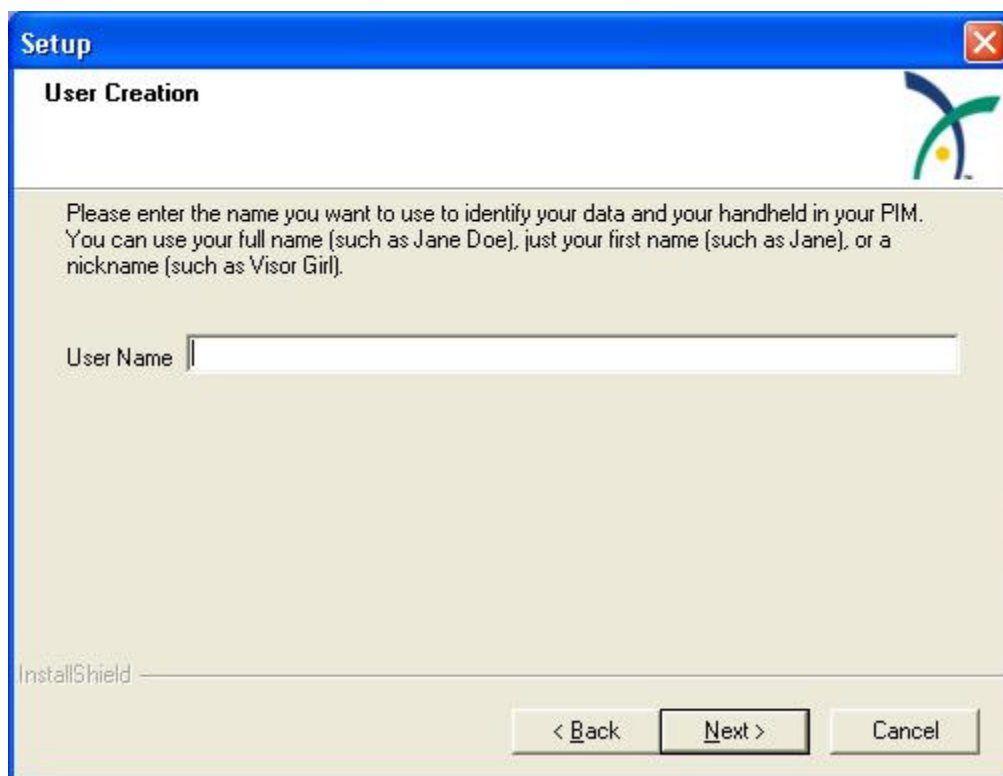 Setup
User Creation
Please enter the name you want to use to identify your data and your handheld in your PIM.
You can use your full name (such as Jane Doe), just your first name (such as Jane), or a
nickname (such as Visor Girl).
User Name
InstallShield
< Back
Next >
Cancel